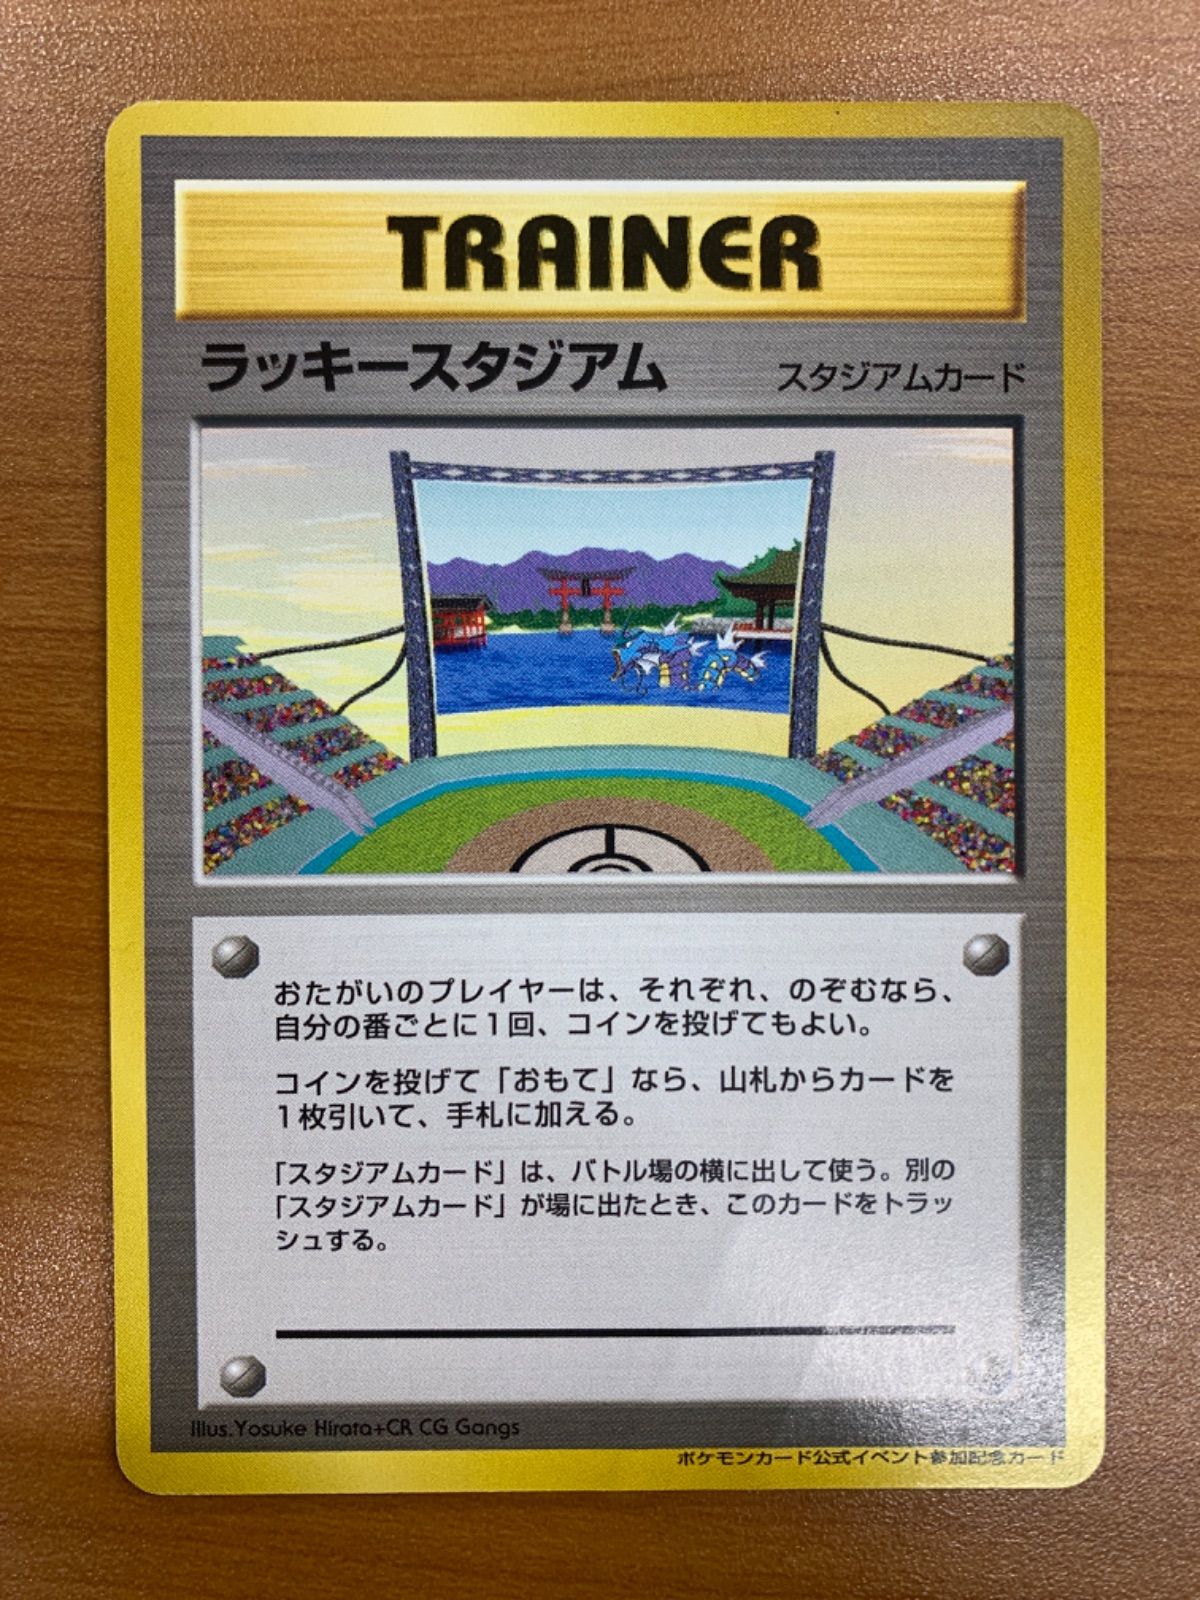 TRAINER
ラッキースタジアム
スタジアムカード
おたがいのプレイヤーは、それぞれ、のぞむなら、
自分の番ごとに1回、コインを投げてもよい。
コインを投げて「おもて」なら、山札からカードを
1枚引いて、手札に加える。
「スタジアムカード」は、バトル場の横に出して使う。別の
「スタジアムカード」が場に出たとき、このカードをトラッ
シュする。
Illus.Yosuke Hirata+CR CG Gangs
ポケモンカード公式イベント参加記念カード